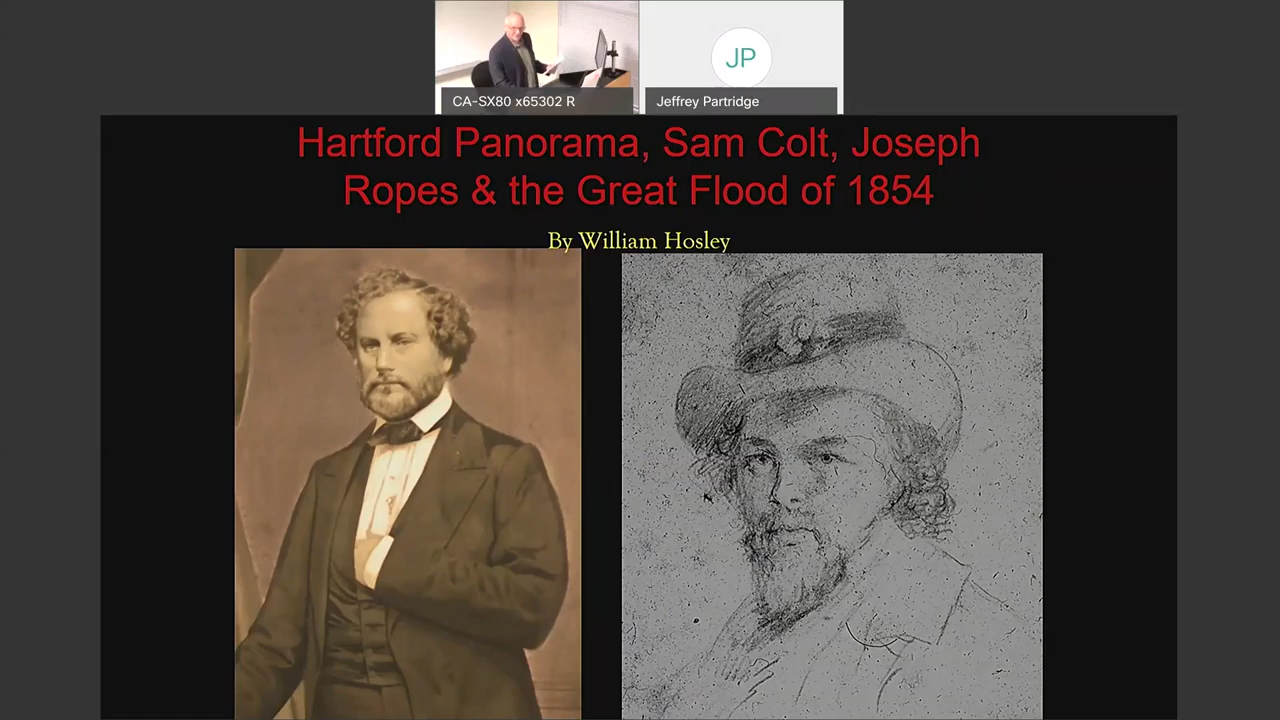 CA-SX80 x65302 R
JP
Jeffrey Partridge
Hartford Panorama, Sam Colt, Joseph
Ropes & the Great Flood of 1854
By William Hosley